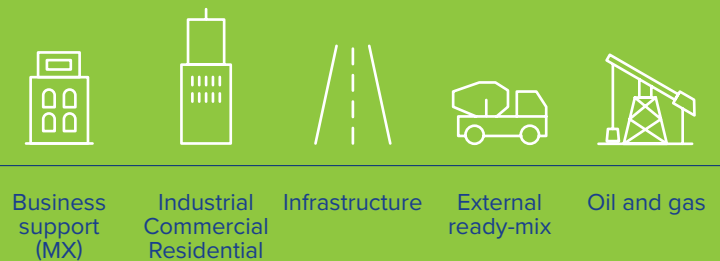 Business
support
(MX)
Industrial
Commercial
Residential
Infrastructure
External
ready-mix
Oil and gas